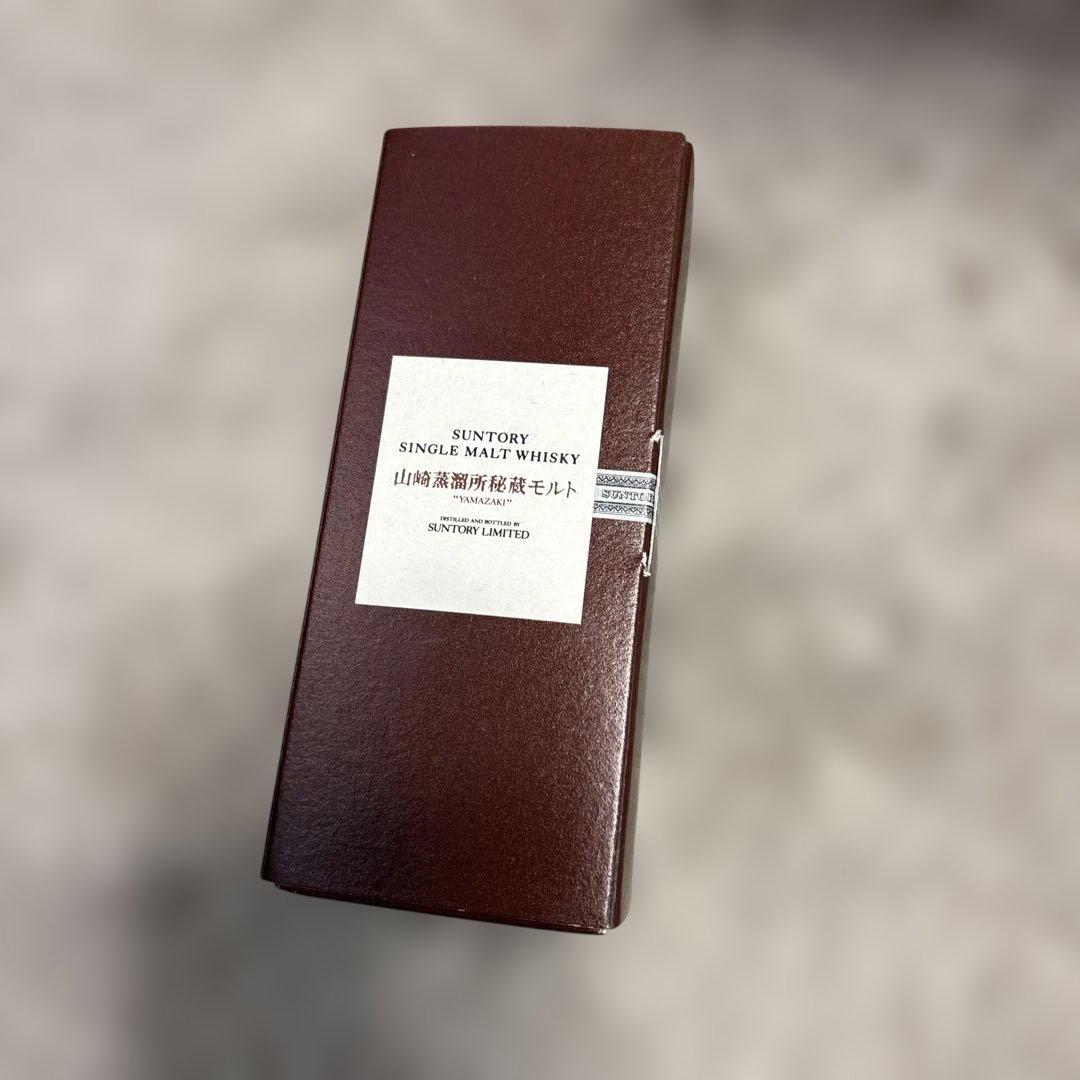 SUNTORY
SINGLE MALT WHISKY
山崎蒸溜所秘蔵モルト
"YAMAZAKI"
DISTILLED AND BOTTLED BY
SUNTORY LIMITED
SUNTOR